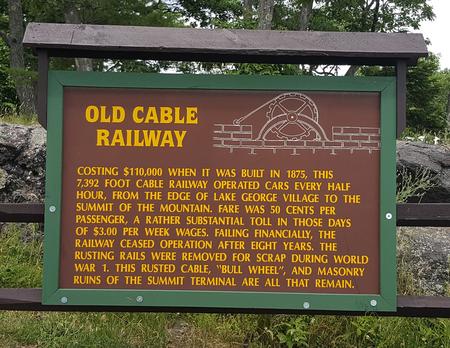 OLD CABLE
RAILWAY
COSTING $110,000 WHEN IT WAS BUILT IN 1875, THIS
7,392 FOOT CABLE RAILWAY OPERATED CARS EVERY HALF
HOUR, FROM THE EDGE OF LAKE GEORGE VILLAGE TO THE
SUMMIT OF THE MOUNTAIN. FARE WAS 50 CENTS PER
PASSENGER, A RATHER SUBSTANTIAL TOLL IN THOSE DAYS
OF $3.00 PER WEEK WAGES. FAILING FINANCIALLY, THE
RAILWAY CEASED OPERATION AFTER EIGHT YEARS. THE
RUSTING RAILS WERE REMOVED FOR SCRAP DURING WORLD
WAR 1. THIS RUSTED CABLE, "BULL WHEEL", AND MASONRY
RUINS OF THE SUMMIT TERMINAL ARE ALL THAT REMAIN.